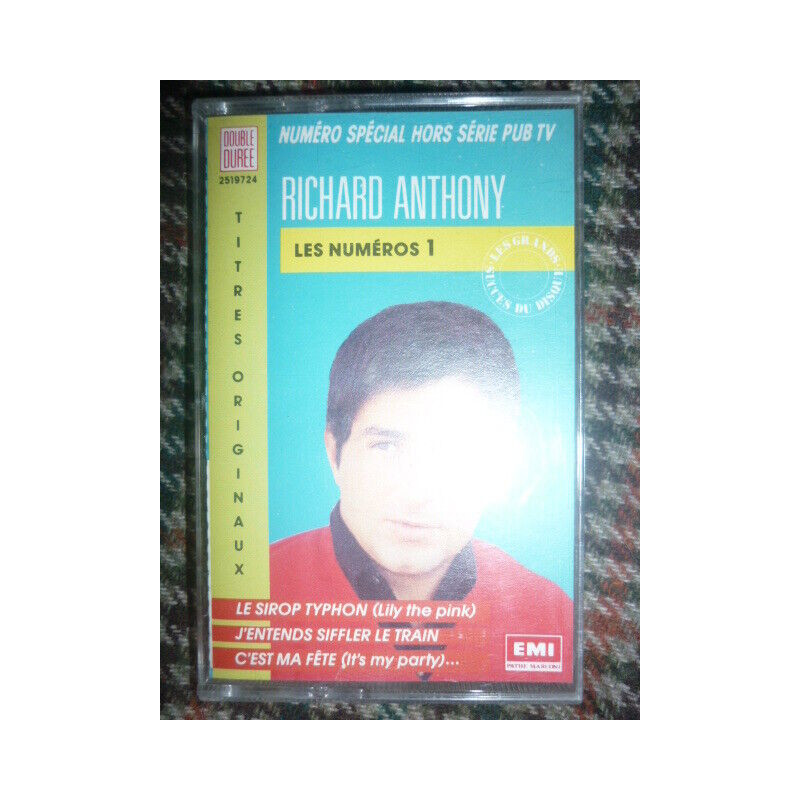 NUMÉRO SPÉCIAL HORS SÉRIE PUB TV
DOUBLE
DURÉE
2519724
RICHARD ANTHONY
LES NUMÉROS 1
LES GRANDS
SUCCÈS DU DISQUE
TITRES ORIGINAUX
LE SIROP TYPHON (Lily the pink)
J'ENTENDS SIFFLER LE TRAIN
C'EST MA FÊTE (It's my party)...
EMI
PATHE MARCONI